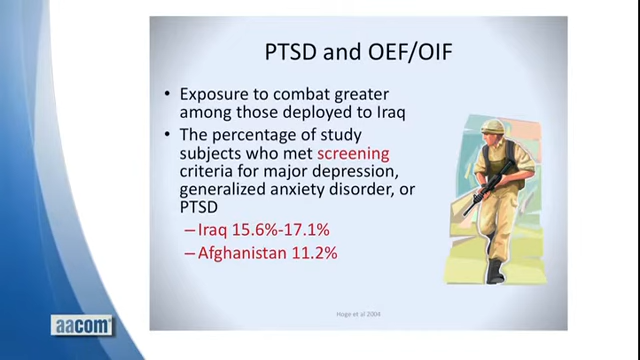 PTSD and OEF/OIF
• Exposure to combat greater
among those deployed to Iraq
• The percentage of study
subjects who met screening
criteria for major depression,
generalized anxiety disorder, or
PTSD
–Iraq 15.6%-17.1%
–Afghanistan 11.2%
Hoge et al 2004
aacom